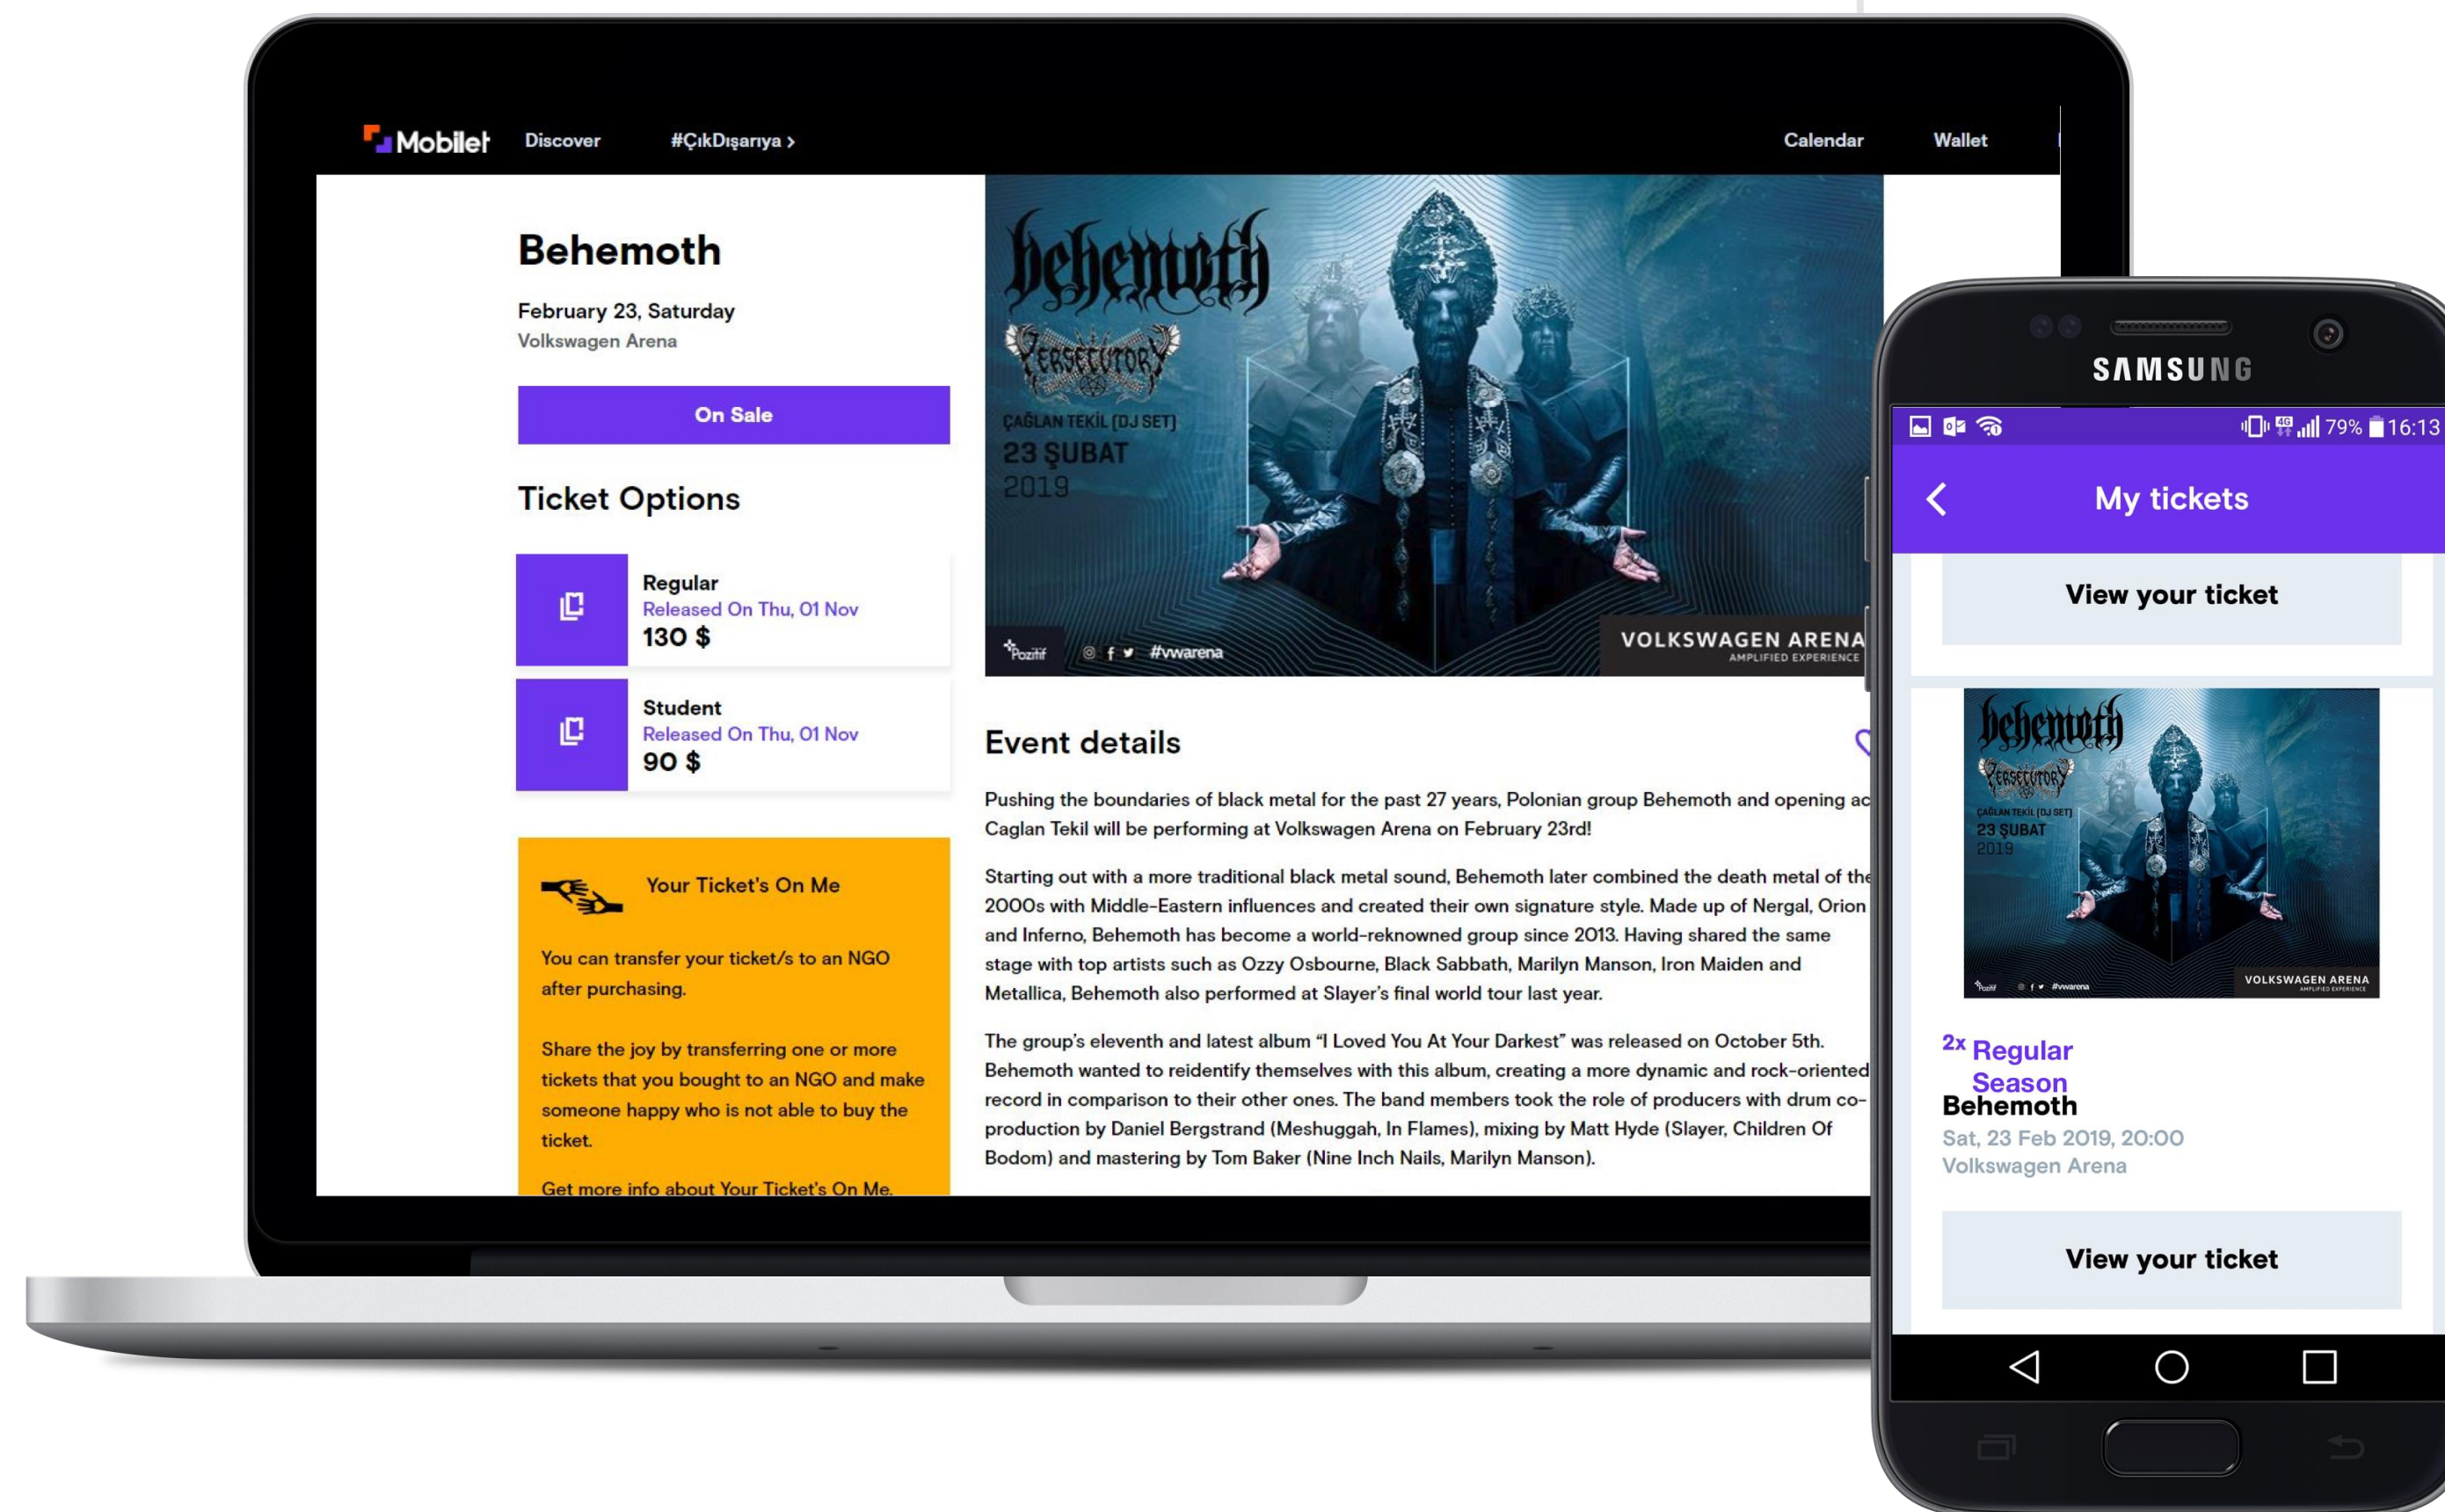 Mobilet
Discover
#ÇıkDışarıya >
Calendar
Wallet
Behemoth
February 23, Saturday
Volkswagen Arena
On Sale
Ticket Options
Regular
Released On Thu, 01 Nov
130 $
Student
Released On Thu, 01 Nov
90 $
Your Ticket's On Me
You can transfer your ticket/s to an NGO
after purchasing.
Share the joy by transferring one or more
tickets that you bought to an NGO and make
someone happy who is not able to buy the
ticket.
Get more info about Your Ticket's On Me.
behemoth
PERSECUTORY
ÇAĞLAN TEKİL (DJ SET)
23 ŞUBAT
2019
Pozitif
#vwarena
VOLKSWAGEN ARENA
AMPLIFIED EXPERIENCE
Event details
Pushing the boundaries of black metal for the past 27 years, Polonian group Behemoth and opening ac
Caglan Tekil will be performing at Volkswagen Arena on February 23rd!
Starting out with a more traditional black metal sound, Behemoth later combined the death metal of the
2000s with Middle-Eastern influences and created their own signature style. Made up of Nergal, Orion
and Inferno, Behemoth has become a world-reknowned group since 2013. Having shared the same
stage with top artists such as Ozzy Osbourne, Black Sabbath, Marilyn Manson, Iron Maiden and
Metallica, Behemoth also performed at Slayer's final world tour last year.
The group's eleventh and latest album “I Loved You At Your Darkest” was released on October 5th.
Behemoth wanted to reidentify themselves with this album, creating a more dynamic and rock-oriented
record in comparison to their other ones. The band members took the role of producers with drum co-
production by Daniel Bergstrand (Meshuggah, In Flames), mixing by Matt Hyde (Slayer, Children Of
Bodom) and mastering by Tom Baker (Nine Inch Nails, Marilyn Manson).
SAMSUNG
4G 79% 16:13
My tickets
View your ticket
behemoth
PERSECUTORY
ÇAĞLAN TEKİL (DJ SET)
23 ŞUBAT
2019
Pozitif
#vwarena
VOLKSWAGEN ARENA
AMPLIFIED EXPERIENCE
2x Regular
Season
Behemoth
Sat, 23 Feb 2019, 20:00
Volkswagen Arena
View your ticket